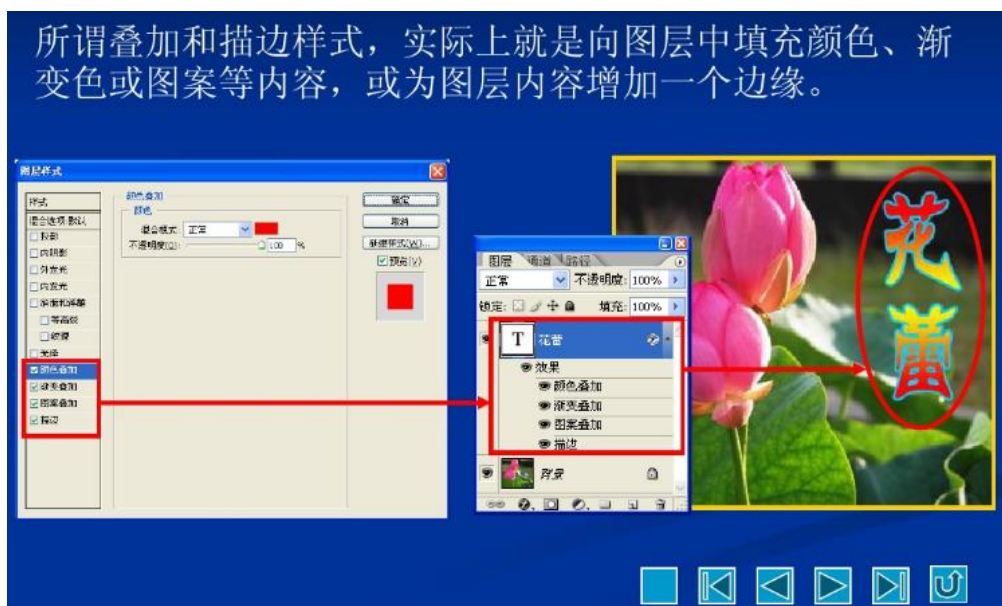 所谓叠加和描边样式，实际上就是向图层中填充颜色、渐
变色或图案等内容，或为图层内容增加一个边缘。
图层样式
样式
混合选项:默认
投影
内阴影
外发光
内发光
斜面和浮雕
等高线
纹理
光泽
颜色叠加
渐变叠加
图案叠加
描边
颜色叠加
颜色
混合模式: 正常
不透明度(O): 100 %
确定
取消
新建样式(W)...
预览(V)
图层 通道 路径
正常 不透明度: 100%
锁定: 填充: 100%
T 花蕾
效果
颜色叠加
渐变叠加
图案叠加
描边
背景
花
蕾